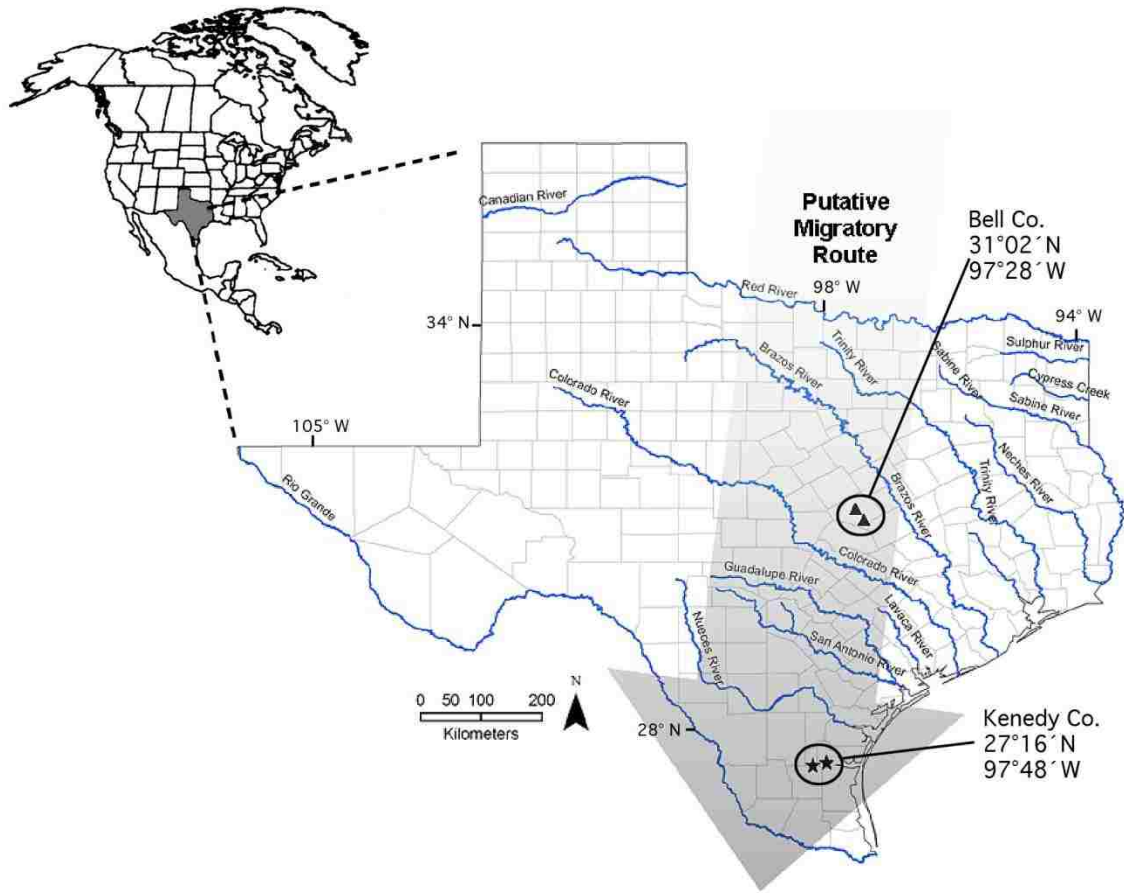 Canadian River
Putative
Migratory
Route
Bell Co.
31°02´N
97°28´W
Red River
98° W
94° W
34° N
Sulphur River
Trinity River
Sabine River
Cypress Creek
Brazos River
Sabine River
Colorado River
105° W
Neches River
Trinity River
Brazos River
Rio Grande
Colorado River
Guadalupe River
Lavaca River
Nueces River
San Antonio River
N
0 50 100 200
Kilometers
28° N
Kenedy Co.
27°16´N
97°48´W